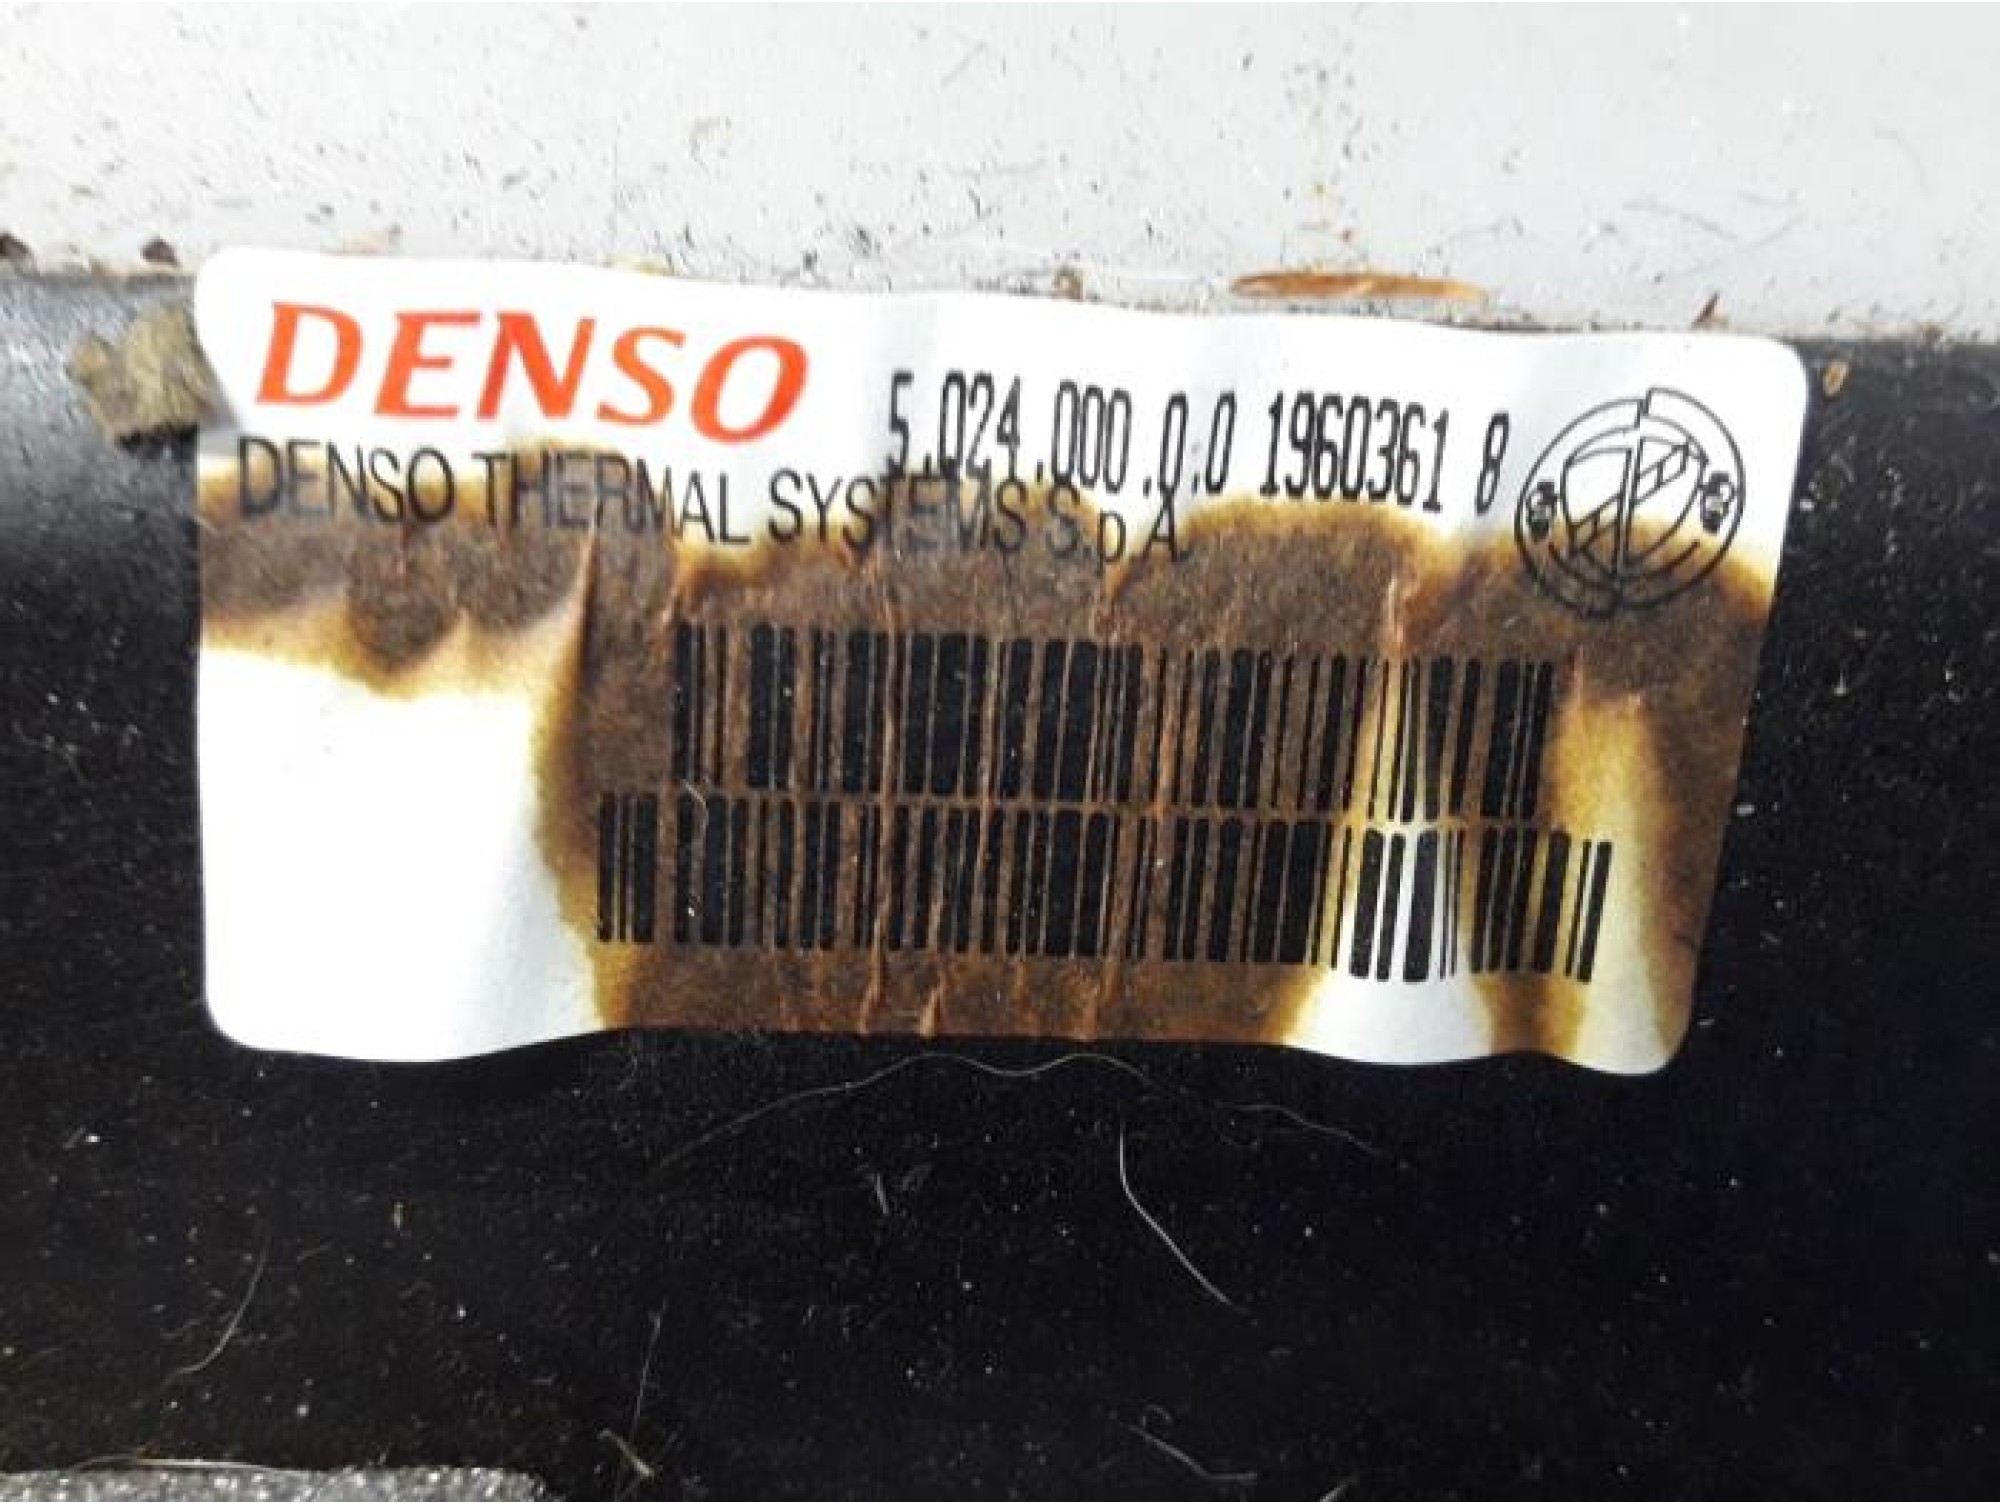 DENSO
5.024.000.0.0 1960361 8
DENSO THERMAL SYSTEMS S.p.A.